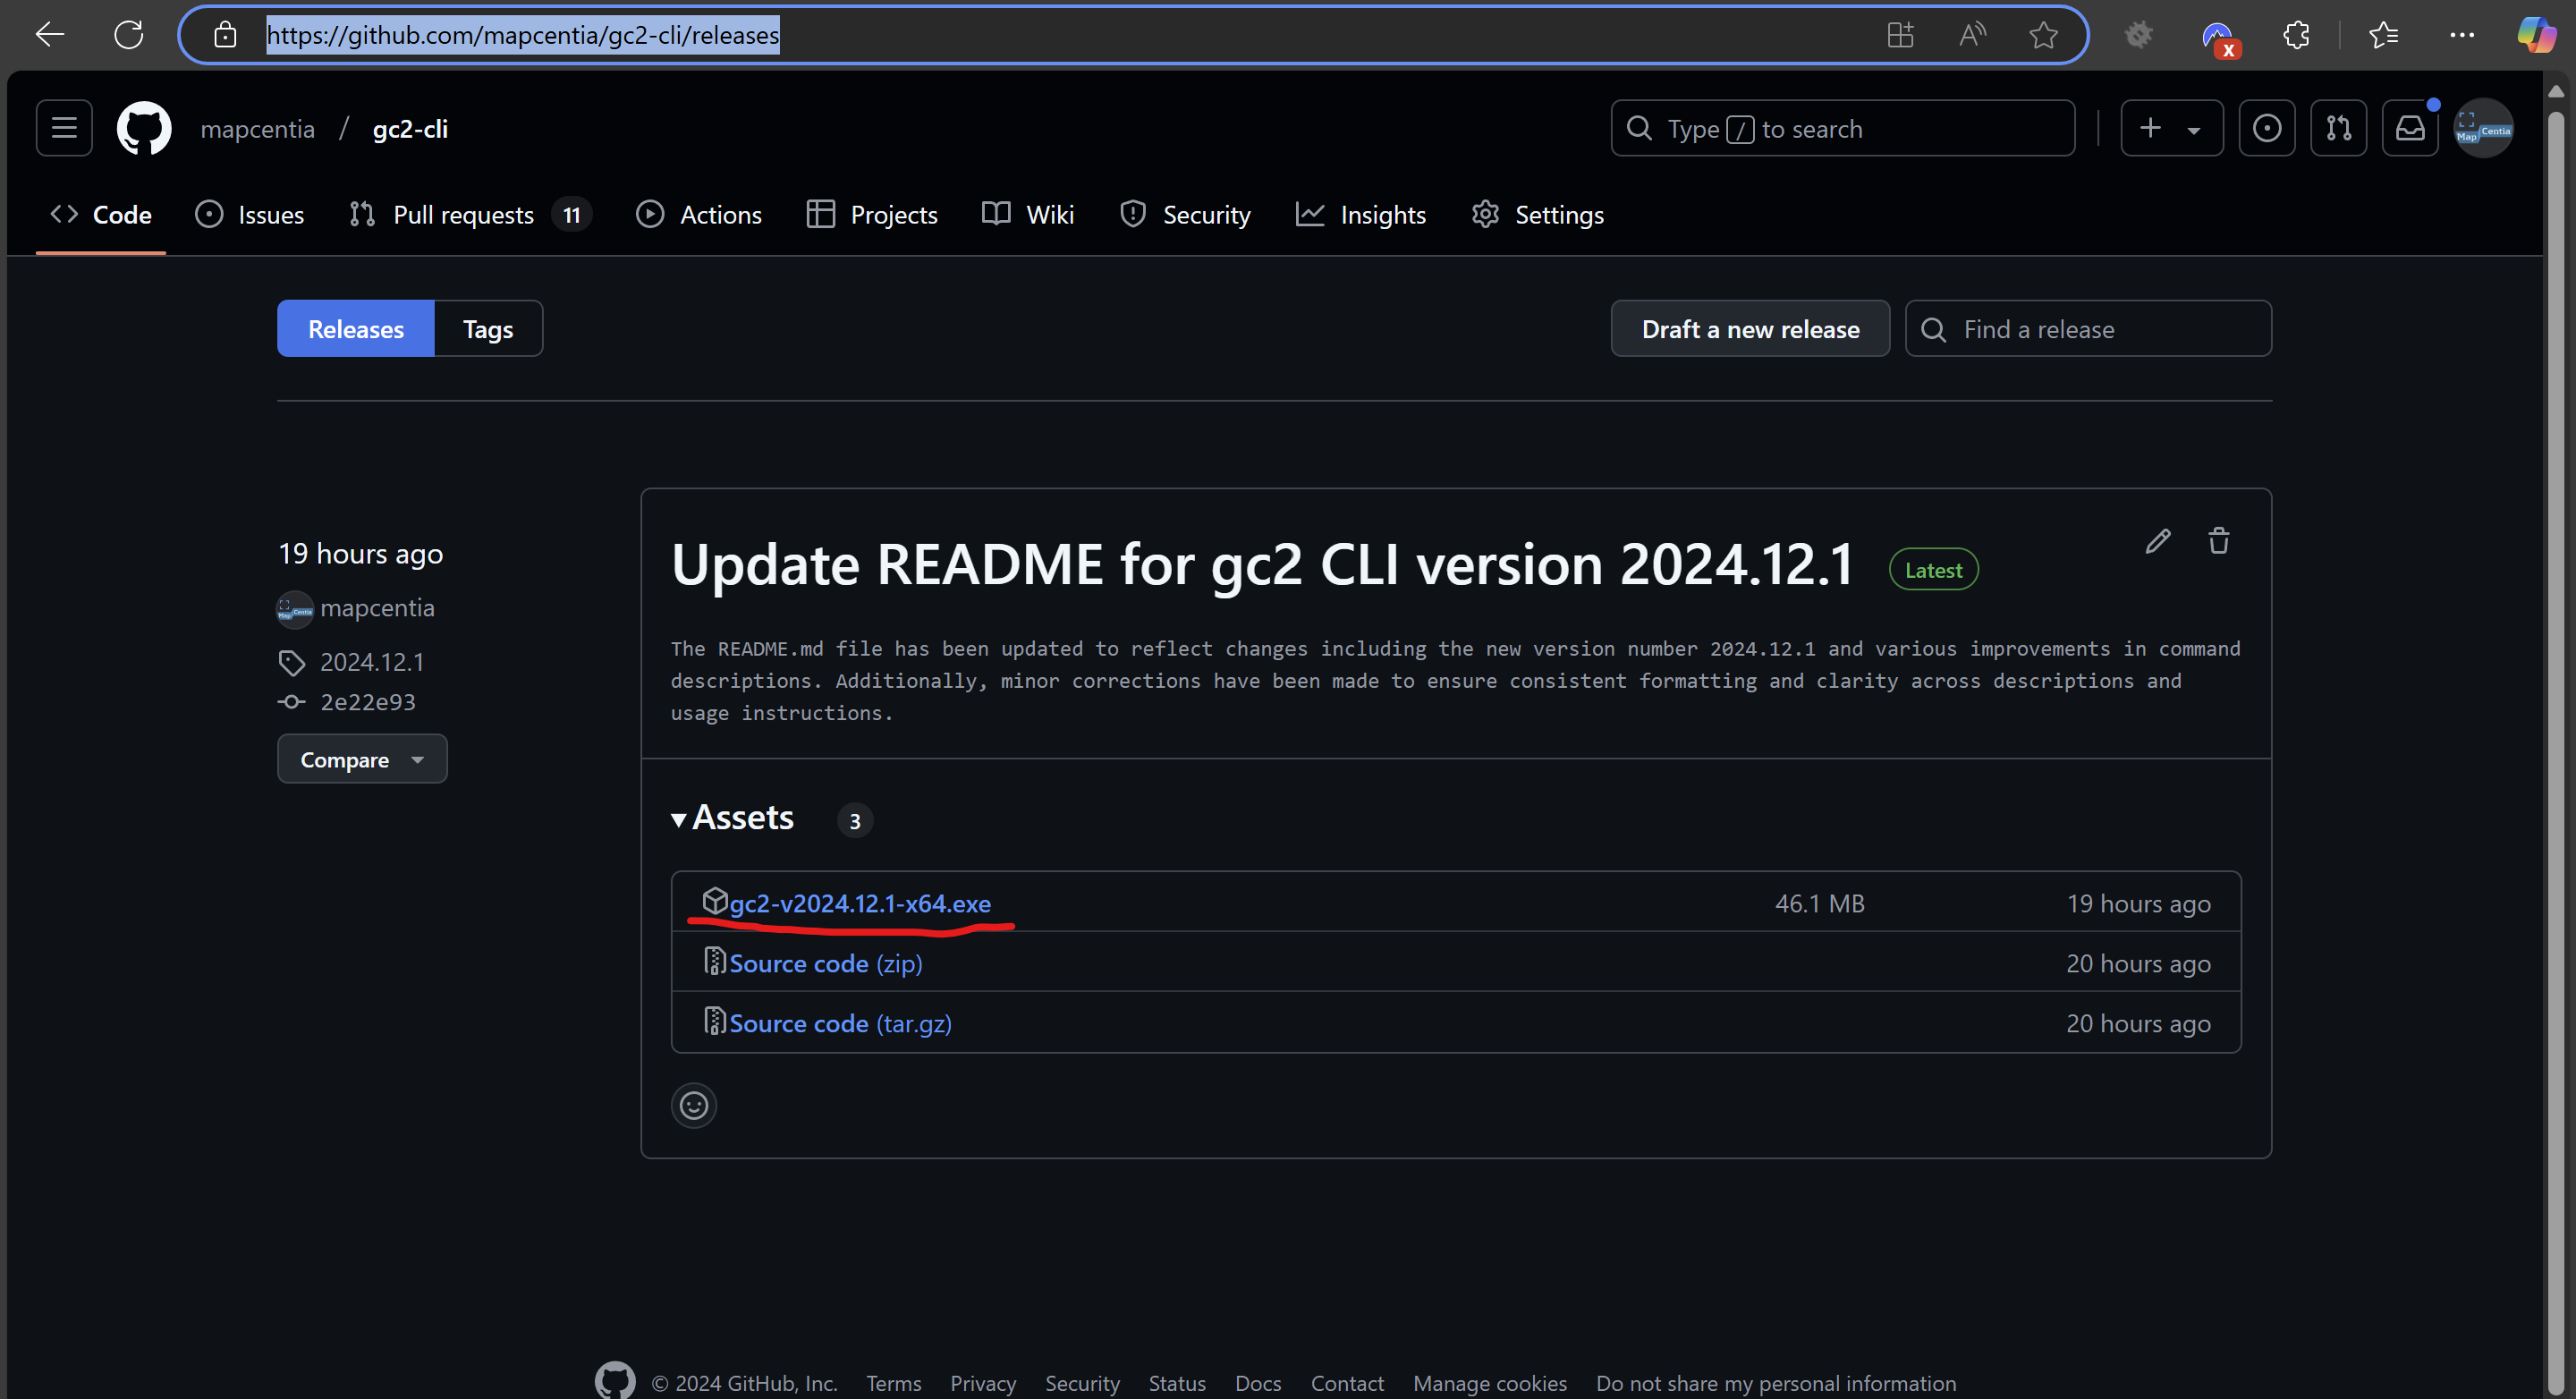 https://github.com/mapcentia/gc2-cli/releases
x
mapcentia / gc2-cli
Type / to search
Map Centia
Code
Issues
Pull requests 11
Actions
Projects
Wiki
Security
Insights
Settings
Releases
Tags
Draft a new release
Find a release
19 hours ago
Map Centia
mapcentia
2024.12.1
2e22e93
Compare
Update README for gc2 CLI version 2024.12.1 Latest
The README.md file has been updated to reflect changes including the new version number 2024.12.1 and various improvements in command
descriptions. Additionally, minor corrections have been made to ensure consistent formatting and clarity across descriptions and
usage instructions.
Assets 3
gc2-v2024.12.1-x64.exe 46.1 MB 19 hours ago
Source code (zip) 20 hours ago
Source code (tar.gz) 20 hours ago
© 2024 GitHub, Inc. Terms Privacy Security Status Docs Contact Manage cookies Do not share my personal information